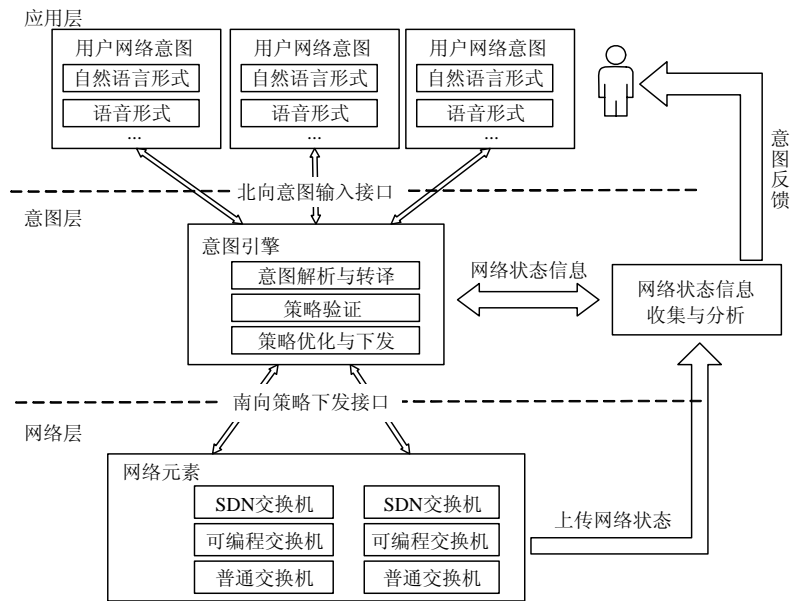 应用层
用户网络意图
自然语言形式
语音形式
...
用户网络意图
自然语言形式
语音形式
...
用户网络意图
自然语言形式
语音形式
...
意图反馈
北向意图输入接口
意图层
意图引擎
意图解析与转译
策略验证
策略优化与下发
网络状态信息
网络状态信息
收集与分析
南向策略下发接口
网络层
网络元素
SDN交换机
可编程交换机
普通交换机
SDN交换机
可编程交换机
普通交换机
上传网络状态